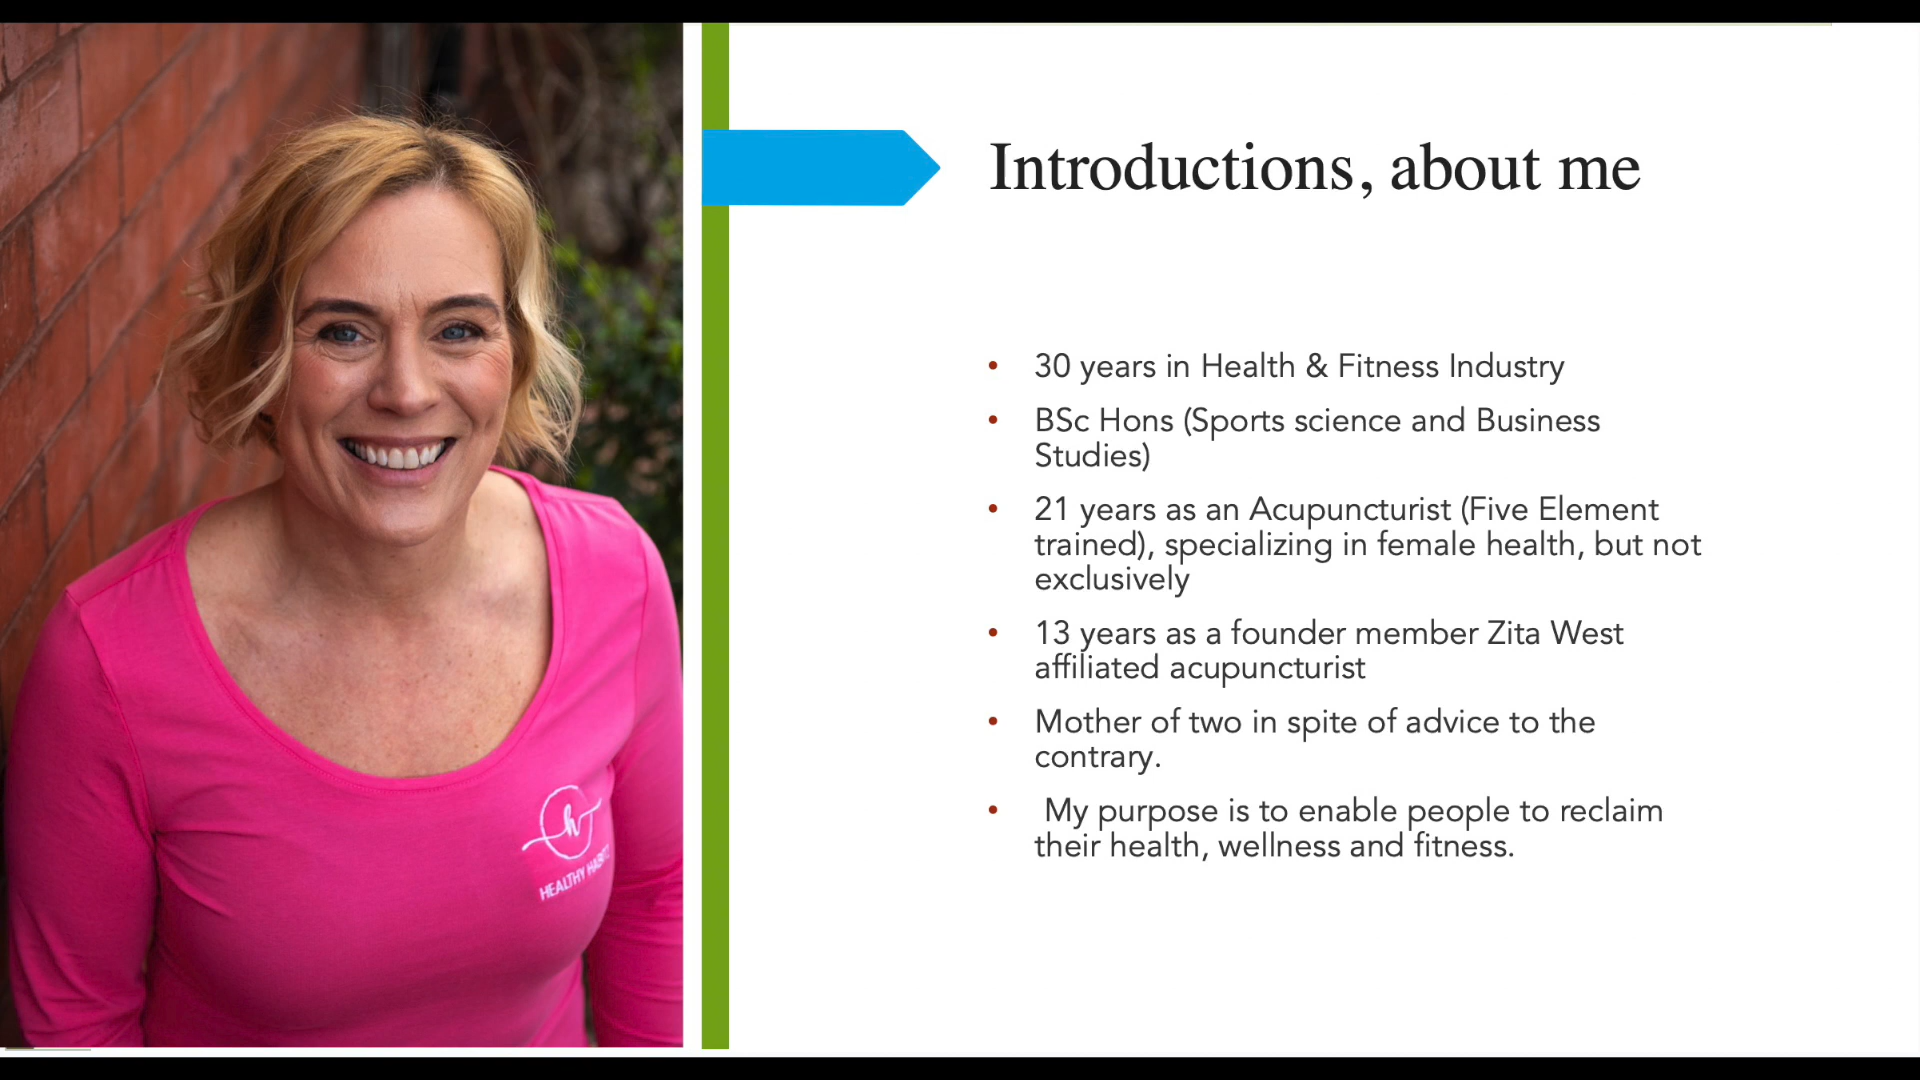 Introductions, about me
• 30 years in Health & Fitness Industry
• BSc Hons (Sports science and Business
Studies)
• 21 years as an Acupuncturist (Five Element
trained), specializing in female health, but not
exclusively
• 13 years as a founder member Zita West
affiliated acupuncturist
• Mother of two in spite of advice to the
contrary.
• My purpose is to enable people to reclaim
their health, wellness and fitness.
h
HEALTHY